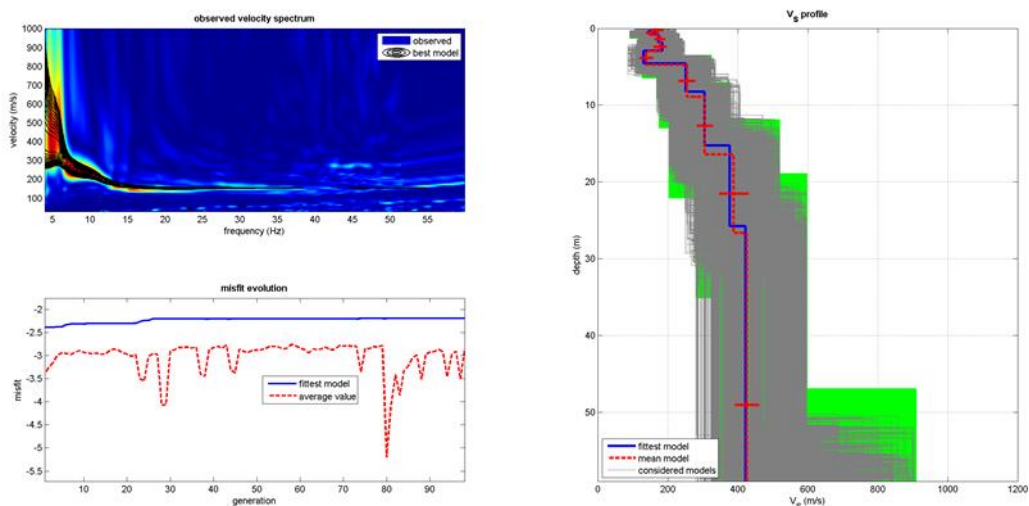 observed velocity spectrum
1000
900
800
700
600
500
400
300
200
100
velocity (m/s)
observed
best model
5 10 15 20 25 30 35 40 45 50 55
frequency (Hz)
misfit evolution
-2
-2.5
-3
-3.5
-4
-4.5
-5
-5.5
misfit
fittest model
average value
10 20 30 40 50 60 70 80 90
generation
VS profile
0
10
20
30
40
50
depth (m)
fittest model
mean model
considered models
0 200 400 600 800 1000 1200
VS (m/s)